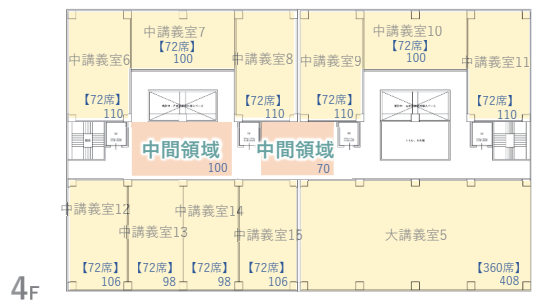 中講義室6
【72席】
110
中講義室7
【72席】
100
中講義室8
【72席】
110
中講義室9
【72席】
110
中講義室10
【72席】
100
中講義室11
【72席】
110
中間領域
100
中間領域
70
中講義室12
【72席】
106
中講義室13
【72席】
98
中講義室14
【72席】
98
中講義室15
【72席】
106
大講義室5
【360席】
408
4F